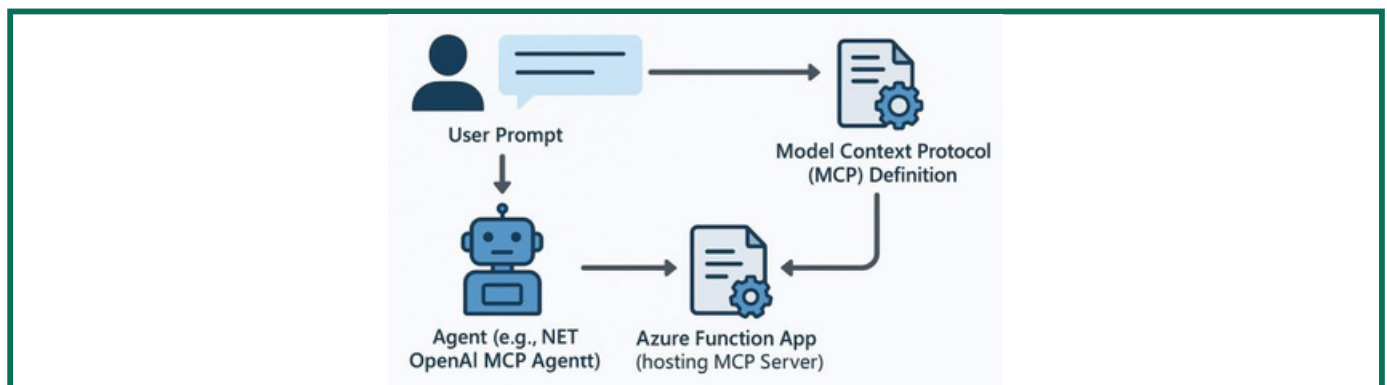 User Prompt
Model Context Protocol
(MCP) Definition
Agent (e.g., NET
OpenAI MCP Agentt)
Azure Function App
(hosting MCP Server)